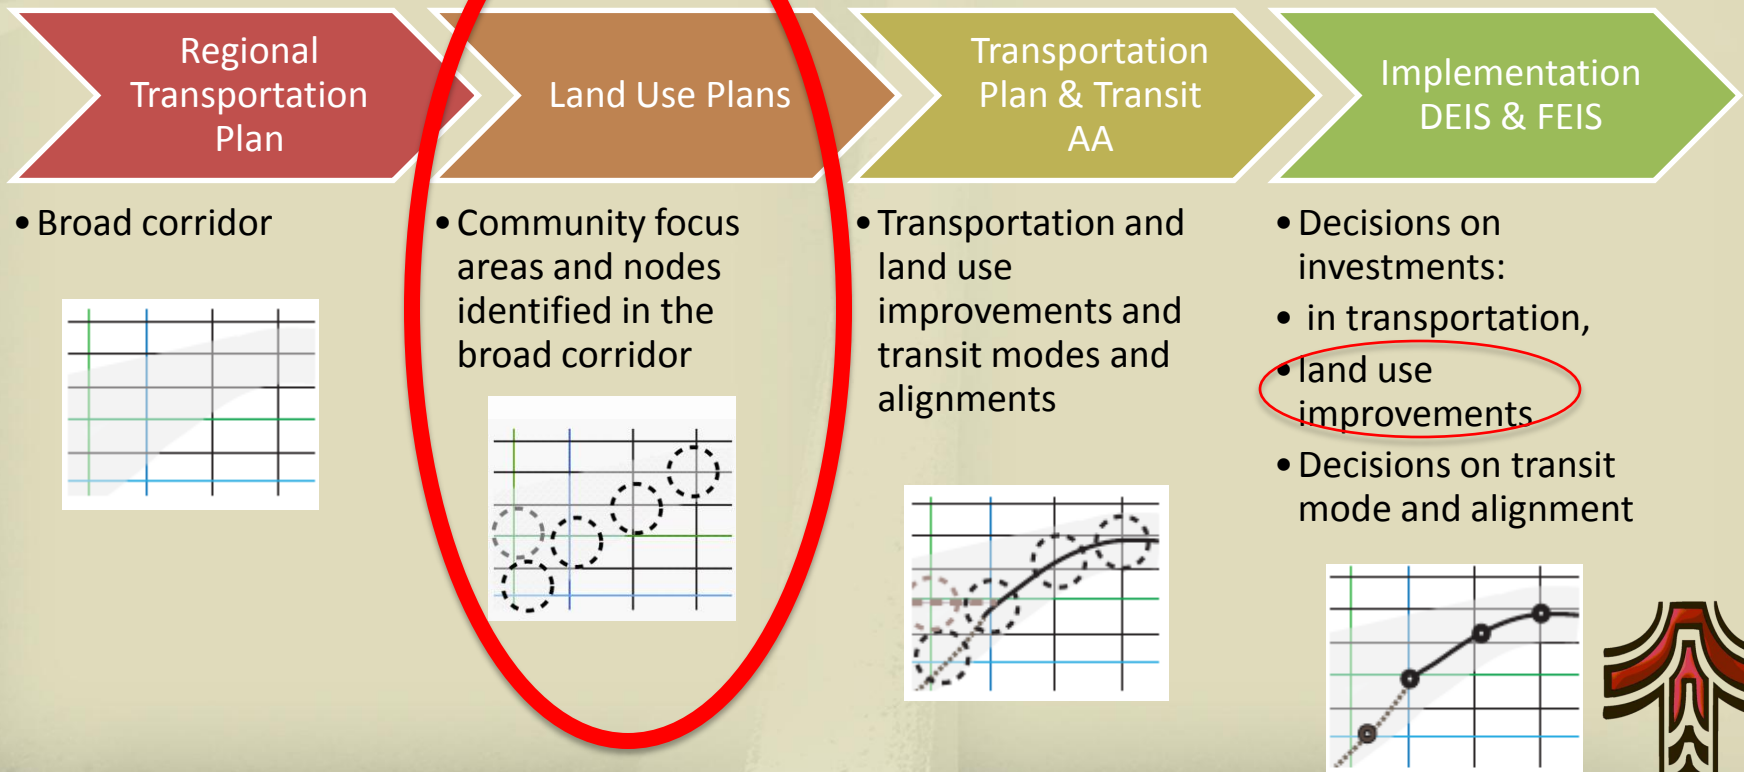 Regional
Transportation
Plan
Land Use Plans
Transportation
Plan & Transit
AA
Implementation
DEIS & FEIS
• Broad corridor
• Community focus
areas and nodes
identified in the
broad corridor
• Transportation and
land use
improvements and
transit modes and
alignments
• Decisions on
investments:
• in transportation,
• land use
improvements
• Decisions on transit
mode and alignment